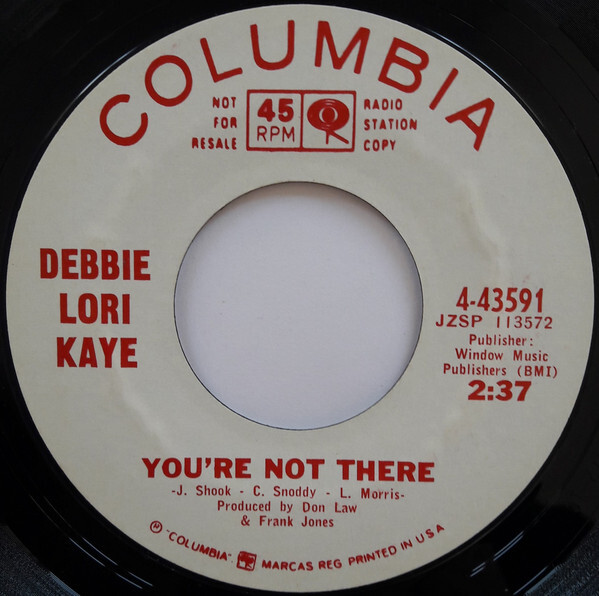 COLUMBIA
NOT
FOR
RESALE
45
RPM
RADIO
STATION
COPY
DEBBIE
LORI
KAYE
4-43591
JZSP 113572
Publisher:
Window Music
Publishers (BMI)
2:37
YOU'RE NOT THERE
-J. Shook - C. Snoddy - L. Morris-
Produced by Don Law
& Frank Jones
"COLUMBIA" MARCAS REG PRINTED IN U S A